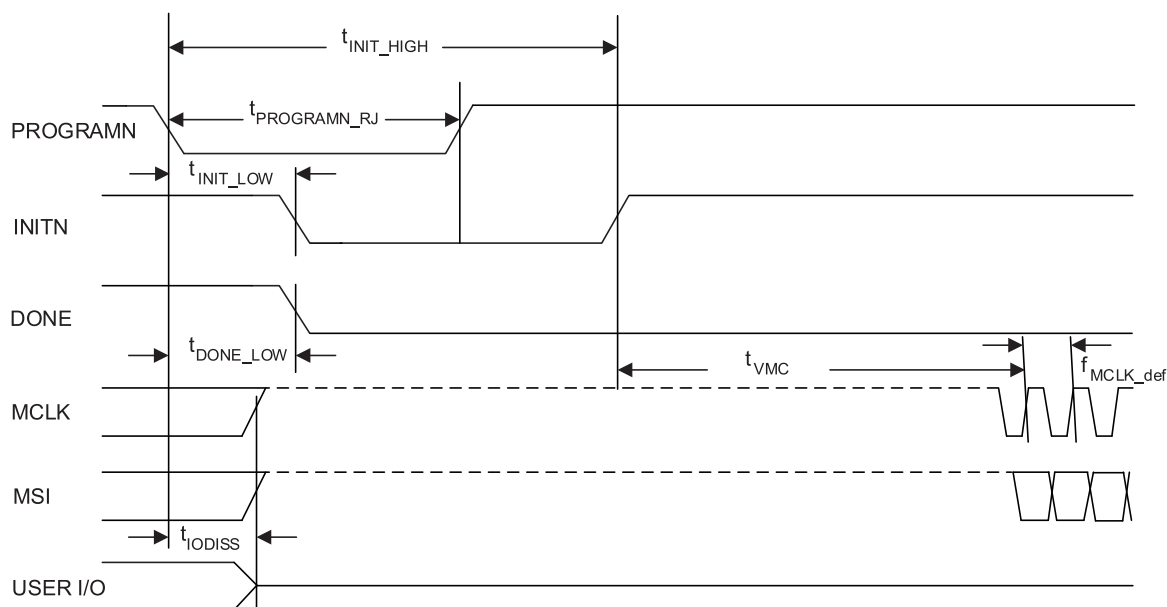 tINIT_HIGH
PROGRAMN
tPROGRAMN_RJ
tINIT_LOW
INITN
DONE
tDONE_LOW
tVMC
fMCLK_def
MCLK
MSI
tIODISS
USER I/O